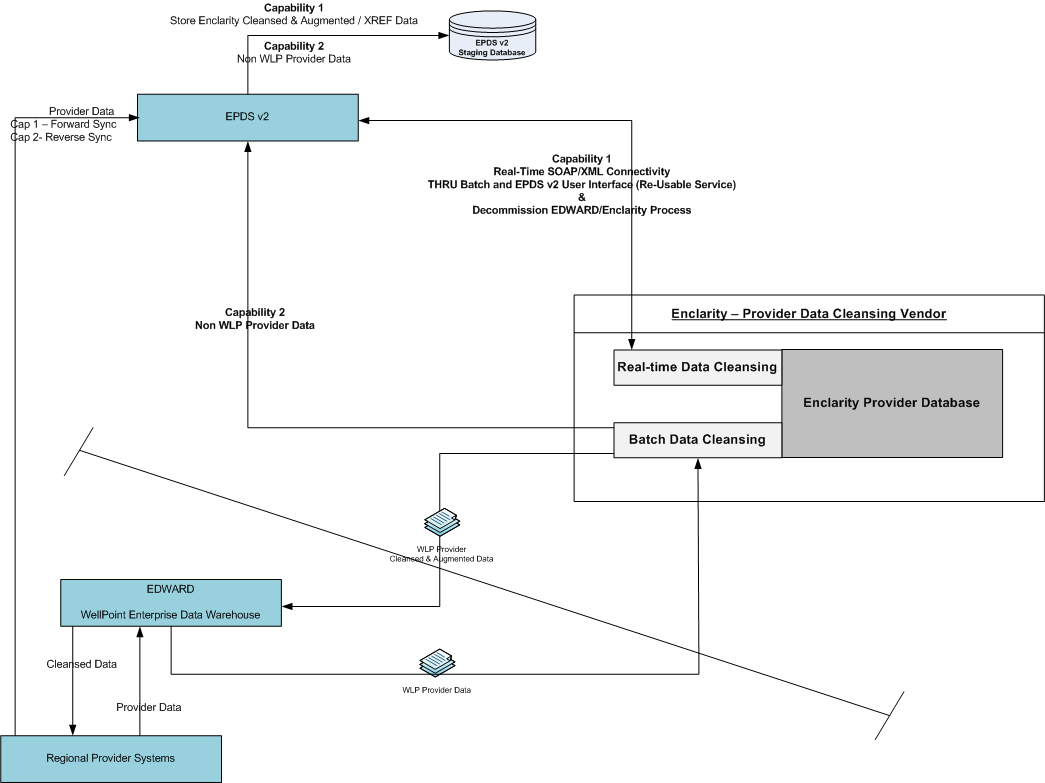 Capability 1
Store Enclarity Cleansed & Augmented / XREF Data
EPDS v2
Staging Database
Capability 2
Non WLP Provider Data
EPDS v2
Provider Data
Cap 1 – Forward Sync
Cap 2- Reverse Sync
Capability 1
Real-Time SOAP/XML Connectivity
THRU Batch and EPDS v2 User Interface (Re-Usable Service)
&
Decommission EDWARD/Enclarity Process
Capability 2
Non WLP Provider Data
Enclarity – Provider Data Cleansing Vendor
Real-time Data Cleansing
Enclarity Provider Database
Batch Data Cleansing
WLP Provider
Cleansed & Augmented Data
EDWARD
WellPoint Enterprise Data Warehouse
Cleansed Data
WLP Provider Data
Provider Data
Regional Provider Systems